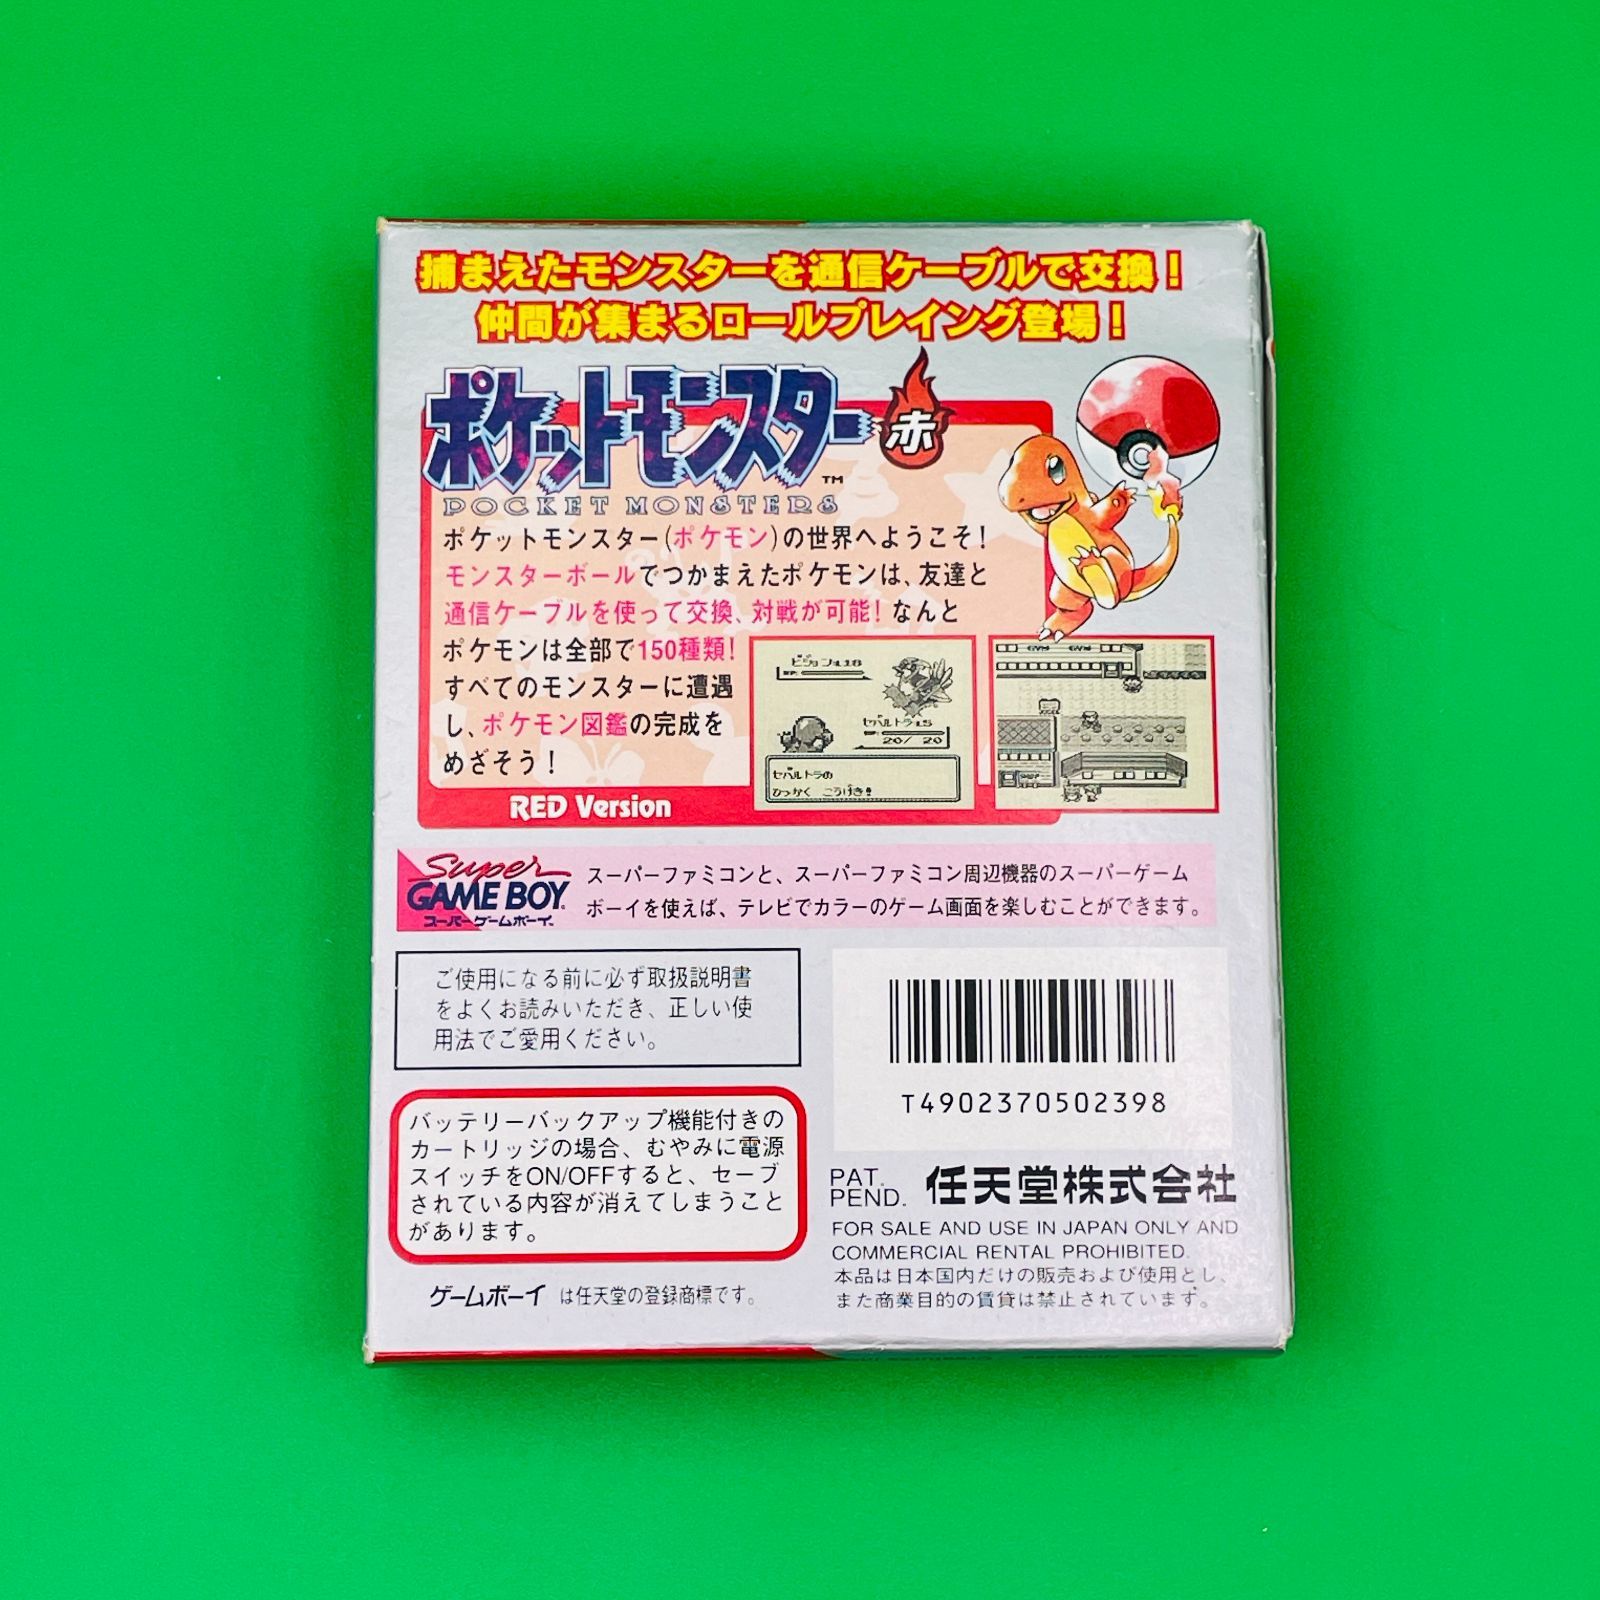 捕まえたモンスターを通信ケーブルで交換！
仲間が集まるロールプレイング登場！
ポケットモンスター 赤
TM
POCKET MONSTERS
ポケットモンスター(ポケモン)の世界へようこそ！
モンスターボールでつかまえたポケモンは、友達と
通信ケーブルを使って交換、対戦が可能！なんと
ポケモンは全部で150種類！
すべてのモンスターに遭遇
し、ポケモン図鑑の完成を
めざそう！
20/ 20
ひっかく こうげき！
GYM GYM
RED Version
Super
GAME BOY
スーパーゲームボーイ
スーパーファミコンと、スーパーファミコン周辺機器のスーパーゲーム
ボーイを使えば、テレビでカラーのゲーム画面を楽しむことができます。
ご使用になる前に必ず取扱説明書
をよくお読みいただき、正しい使
用法でご愛用ください。
バッテリーバックアップ機能付きの
カートリッジの場合、むやみに電源
スイッチをON/OFFすると、セーブ
されている内容が消えてしまうこと
があります。
ゲームボーイ は任天堂の登録商標です。
T4902370502398
PAT.
PEND. 任天堂株式会社
FOR SALE AND USE IN JAPAN ONLY AND
COMMERCIAL RENTAL PROHIBITED.
本品は日本国内だけの販売および使用とし、
また商業目的の賃貸は禁止されています。